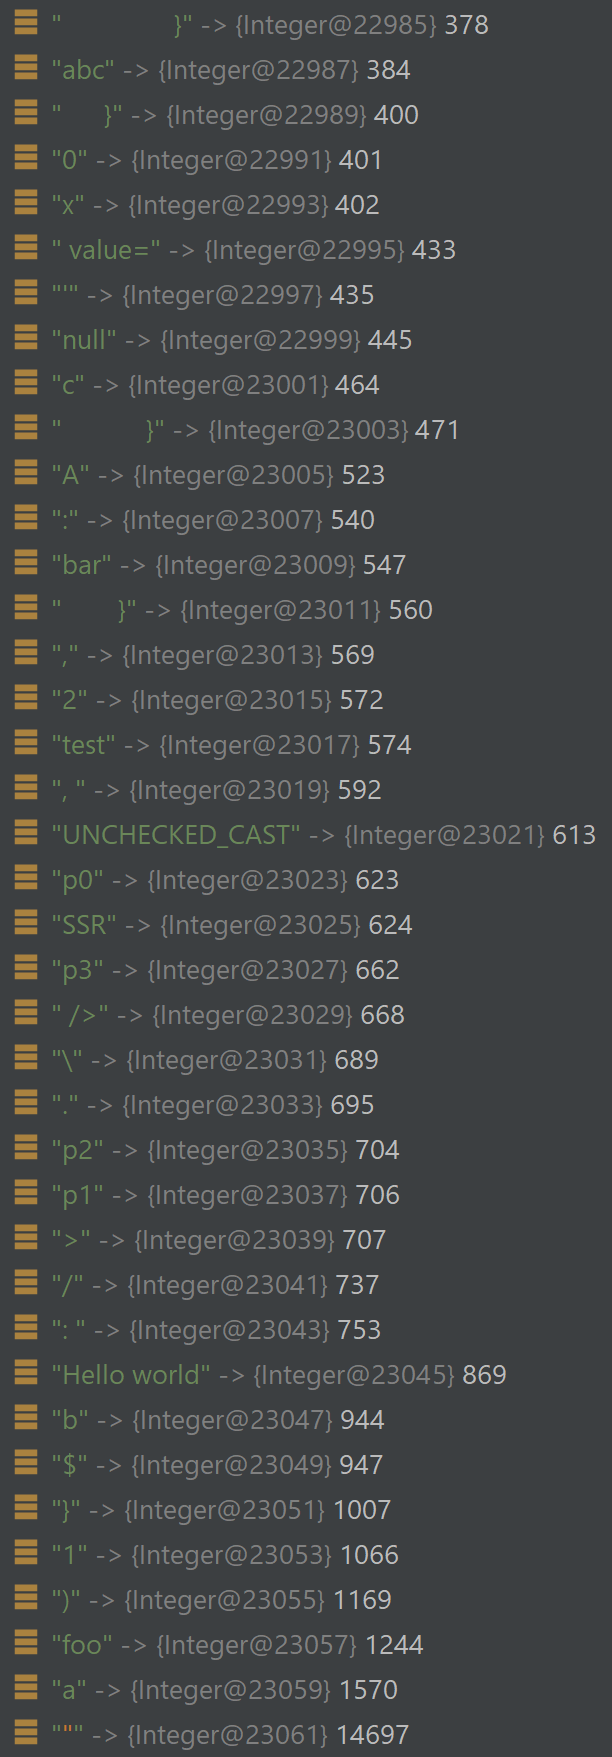 "                }" -> {Integer@22985} 378
"abc" -> {Integer@22987} 384
"      }" -> {Integer@22989} 400
"0" -> {Integer@22991} 401
"x" -> {Integer@22993} 402
" value=" -> {Integer@22995} 433
"'" -> {Integer@22997} 435
"null" -> {Integer@22999} 445
"c" -> {Integer@23001} 464
"            }" -> {Integer@23003} 471
"A" -> {Integer@23005} 523
":" -> {Integer@23007} 540
"bar" -> {Integer@23009} 547
"        }" -> {Integer@23011} 560
"," -> {Integer@23013} 569
"2" -> {Integer@23015} 572
"test" -> {Integer@23017} 574
", " -> {Integer@23019} 592
"UNCHECKED_CAST" -> {Integer@23021} 613
"p0" -> {Integer@23023} 623
"SSR" -> {Integer@23025} 624
"p3" -> {Integer@23027} 662
" />" -> {Integer@23029} 668
"\" -> {Integer@23031} 689
"." -> {Integer@23033} 695
"p2" -> {Integer@23035} 704
"p1" -> {Integer@23037} 706
">" -> {Integer@23039} 707
"/" -> {Integer@23041} 737
": " -> {Integer@23043} 753
"Hello world" -> {Integer@23045} 869
"b" -> {Integer@23047} 944
"$" -> {Integer@23049} 947
"}" -> {Integer@23051} 1007
"1" -> {Integer@23053} 1066
")" -> {Integer@23055} 1169
"foo" -> {Integer@23057} 1244
"a" -> {Integer@23059} 1570
""" -> {Integer@23061} 14697